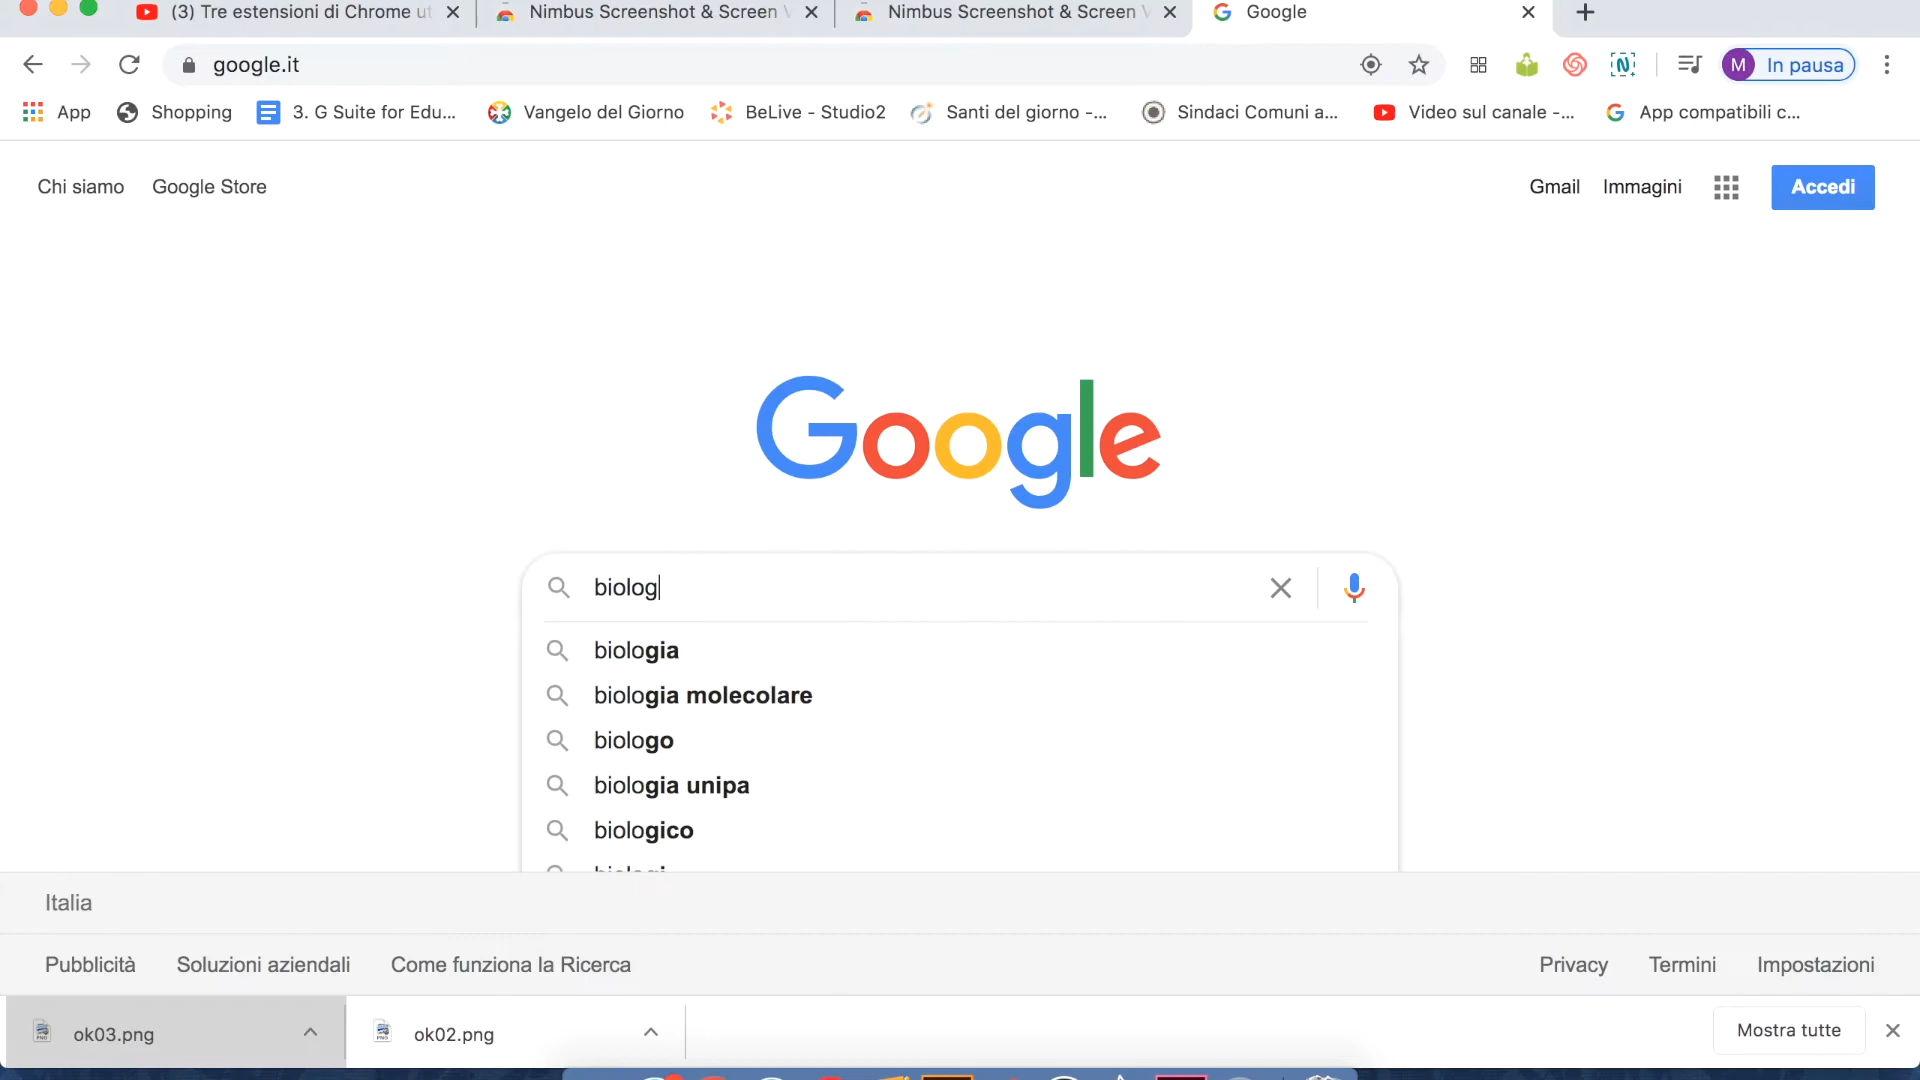 (3) Tre estensioni di Chrome ut
Nimbus Screenshot & Screen V
Nimbus Screenshot & Screen V
Google
google.it
N
M
In pausa
App
Shopping
3. G Suite for Edu...
Vangelo del Giorno
BeLive - Studio2
Santi del giorno -...
Sindaci Comuni a...
Video sul canale -...
App compatibili c...
Chi siamo
Google Store
Gmail
Immagini
Accedi
Google
biolog
biologia
biologia molecolare
biologo
biologia unipa
biologico
Italia
Pubblicità
Soluzioni aziendali
Come funziona la Ricerca
Privacy
Termini
Impostazioni
ok03.png
ok02.png
Mostra tutte